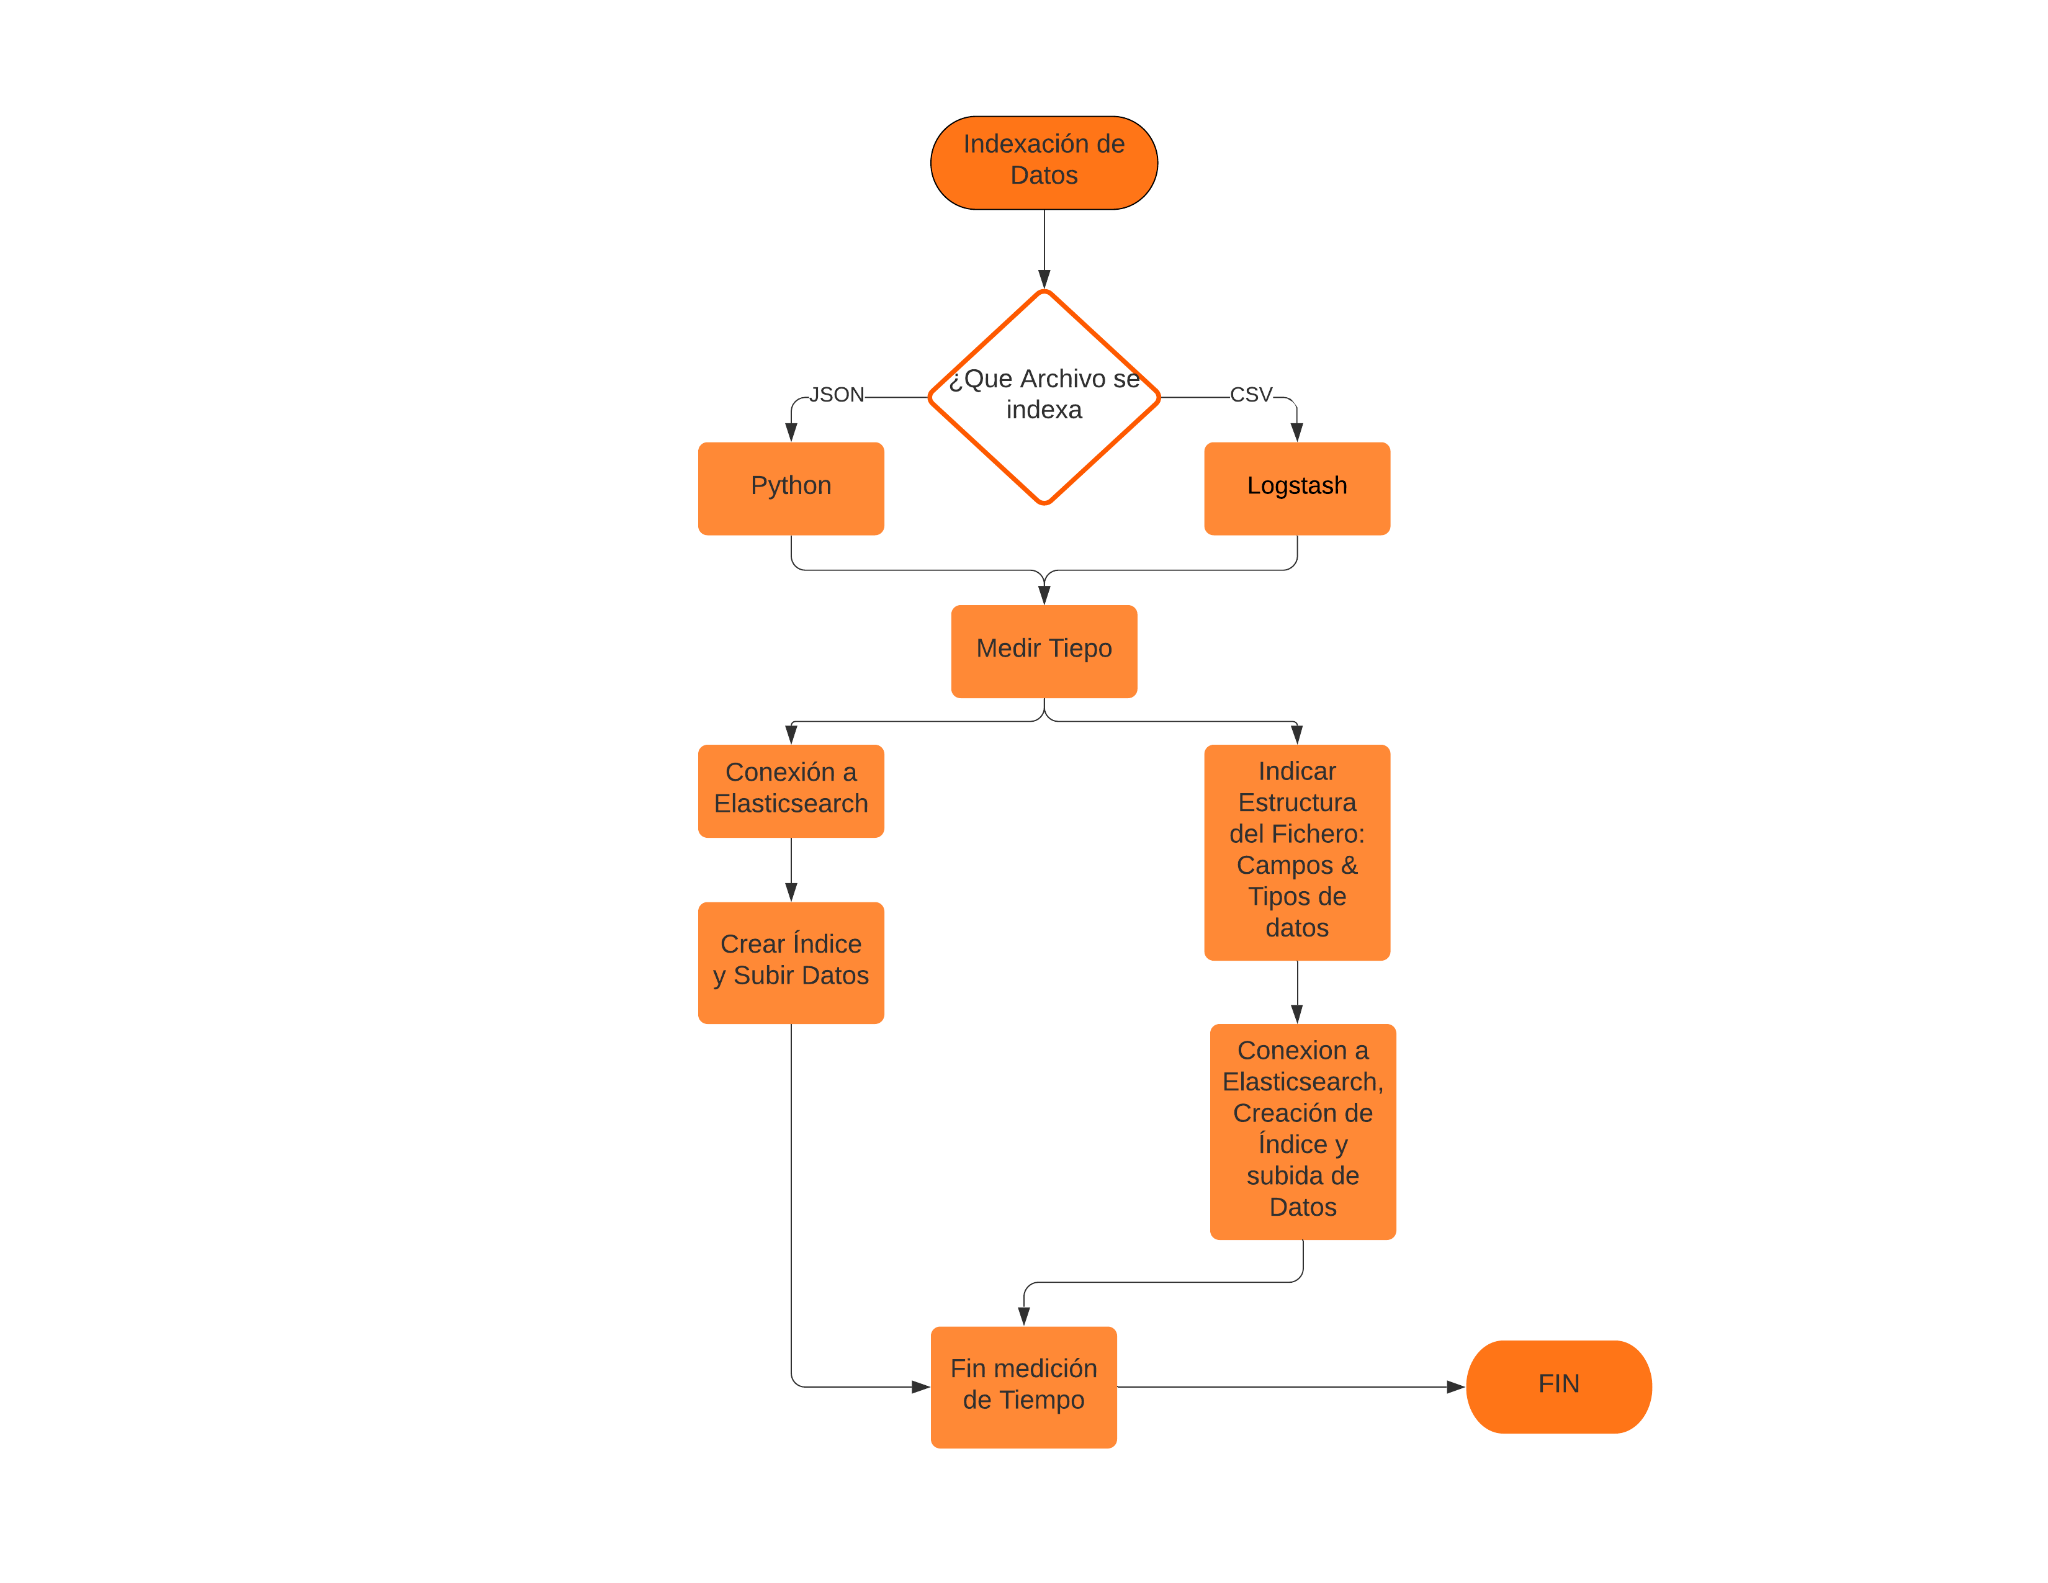 Indexación de
Datos
¿Que Archivo se
indexa
JSON
CSV
Python
Logstash
Medir Tiepo
Conexión a
Elasticsearch
Crear Índice
y Subir Datos
Indicar
Estructura
del Fichero:
Campos &
Tipos de
datos
Conexion a
Elasticsearch,
Creación de
Índice y
subida de
Datos
Fin medición
de Tiempo
FIN